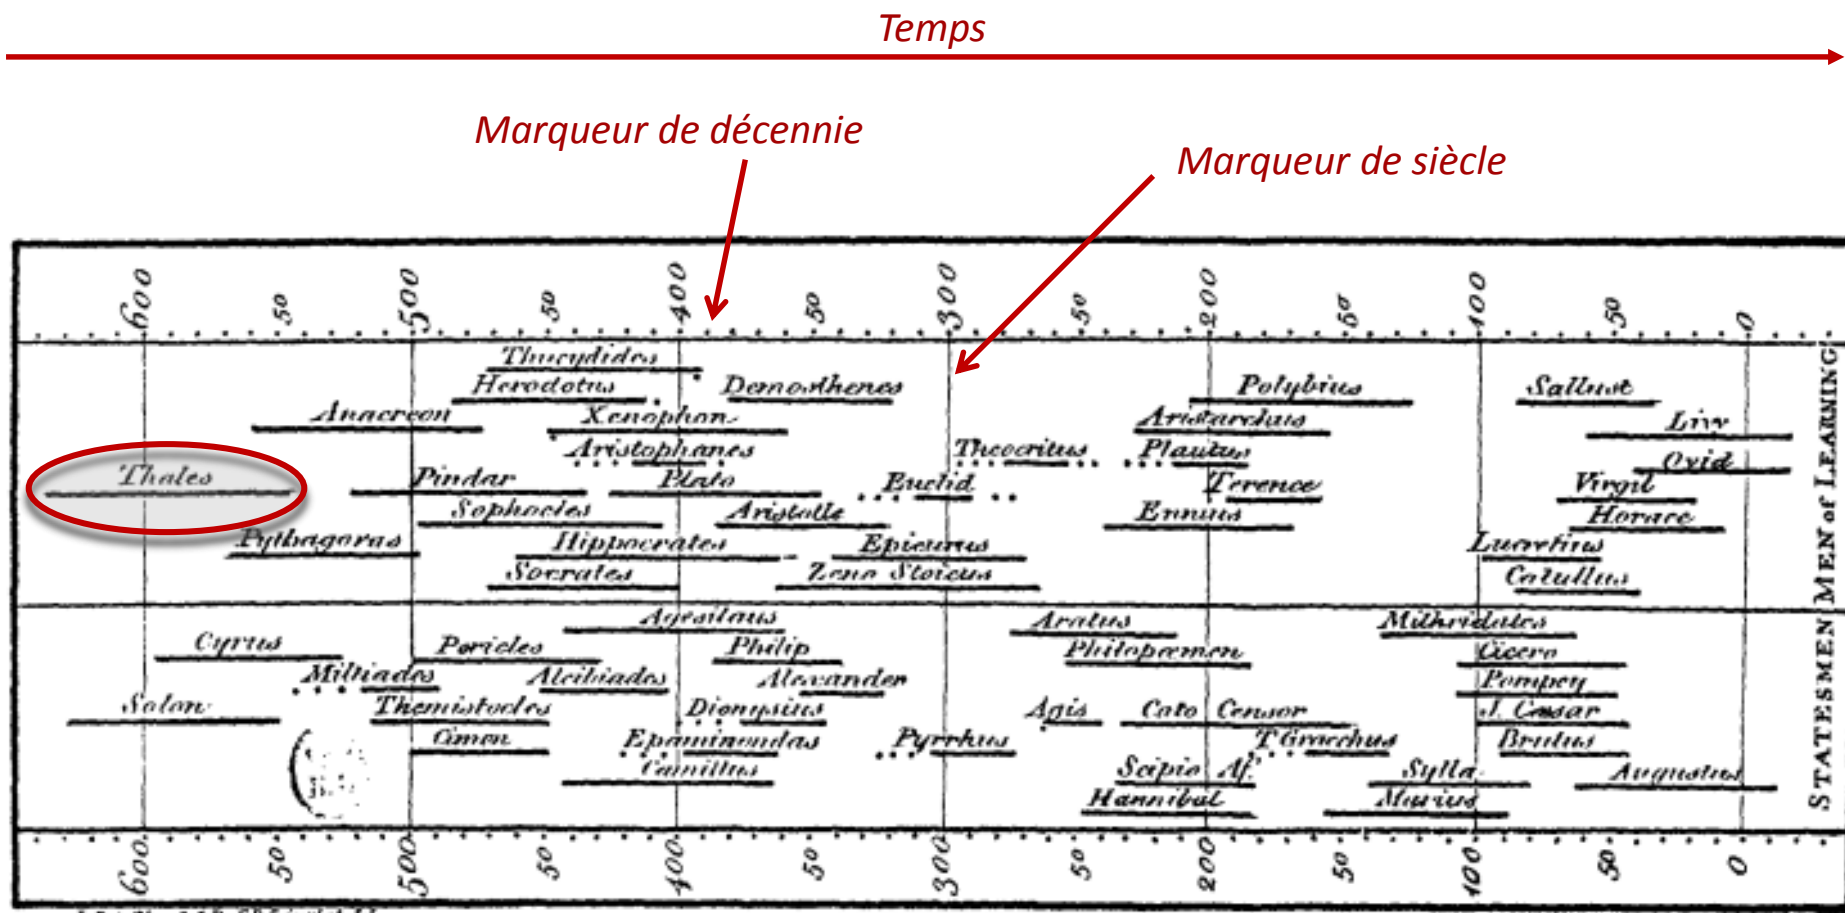 Temps
Marqueur de décennie
Marqueur de siècle
600 50 500 50 400 50 300 50 200 50 100 50 0
Thucydides
Herodotus Demosthenes Polybius Sallust
Anacreon Xenophon Aristarchus Livy
Aristophanes Theocritus Plautus Ovid
Thales Pindar Plato Euclid Terence Virgil
Sophocles Aristotle Ennius Horace
Pythagoras Hippocrates Epicurus Lucretius
Socrates Zeno Stoicus Catullus
MEN of LEARNING
Agesilaus Aratus Mithridates
Cyrus Pericles Philip Philopæmen Cicero
Miltiades Alcibiades Alexander Pompey
Solon Themistocles Dionysius Agis Cato Censor J. Cæsar
Cimon Epaminondas Pyrrhus T Gracchus Brutus
Camillus Scipio Af. Sylla Augustus
Hannibal Marius
STATESMEN
600 50 500 50 400 50 300 50 200 50 100 50 0